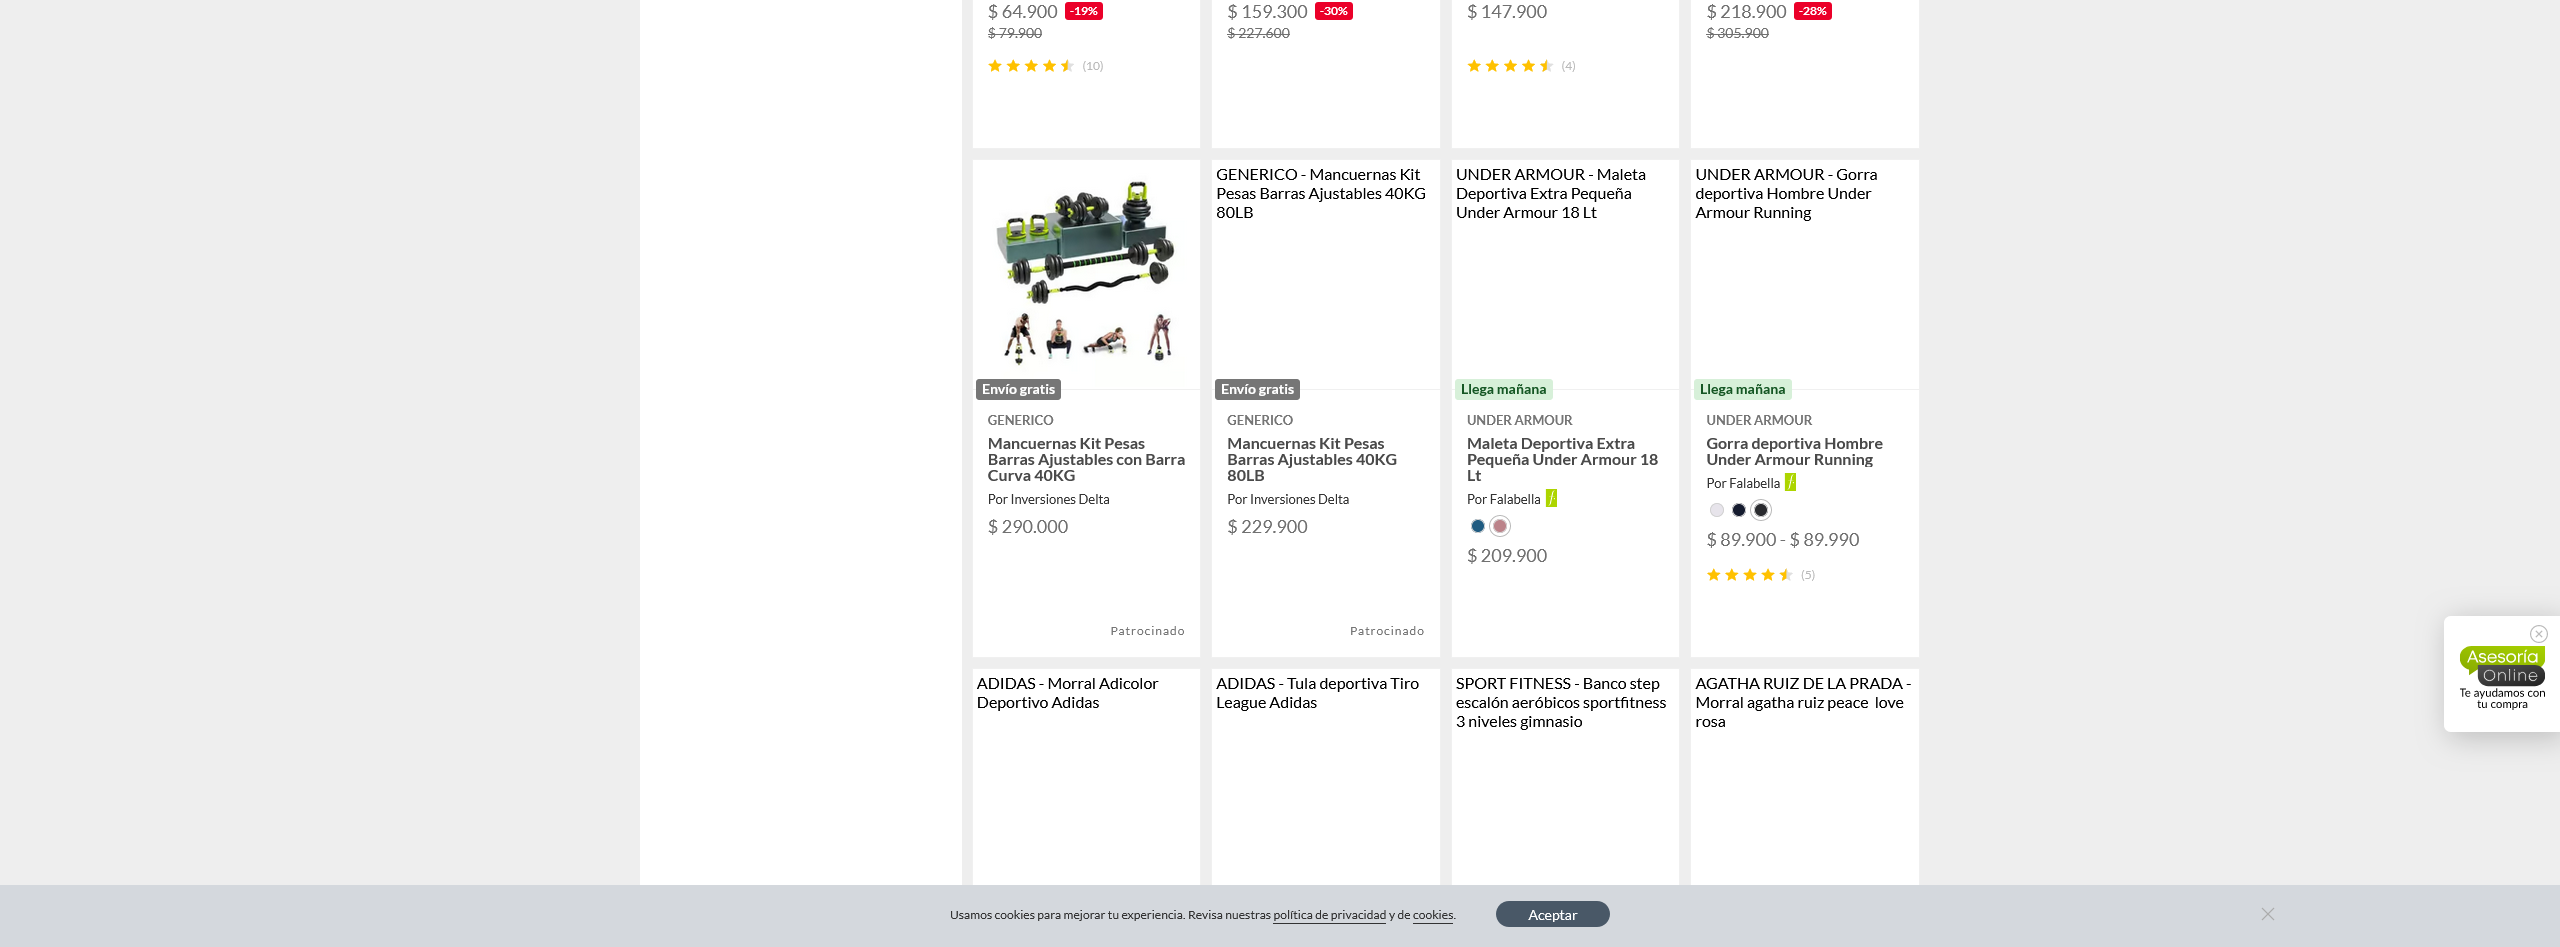 $ 64.900 -19%
$ 79.900
(10)
$ 159.300 -30%
$ 227.600
$ 147.900
(4)
$ 218.900 -28%
$ 305.900
Envío gratis
GENERICO
Mancuernas Kit Pesas
Barras Ajustables con Barra
Curva 40KG
Por Inversiones Delta
$ 290.000
Patrocinado
GENERICO - Mancuernas Kit
Pesas Barras Ajustables 40KG
80LB
Envío gratis
GENERICO
Mancuernas Kit Pesas
Barras Ajustables 40KG
80LB
Por Inversiones Delta
$ 229.900
Patrocinado
UNDER ARMOUR - Maleta
Deportiva Extra Pequeña
Under Armour 18 Lt
Llega mañana
UNDER ARMOUR
Maleta Deportiva Extra
Pequeña Under Armour 18
Lt
Por Falabella
$ 209.900
UNDER ARMOUR - Gorra
deportiva Hombre Under
Armour Running
Llega mañana
UNDER ARMOUR
Gorra deportiva Hombre
Under Armour Running
Por Falabella
$ 89.900 - $ 89.990
(5)
ADIDAS - Morral Adicolor
Deportivo Adidas
ADIDAS - Tula deportiva Tiro
League Adidas
SPORT FITNESS - Banco step
escalón aeróbicos sportfitness
3 niveles gimnasio
AGATHA RUIZ DE LA PRADA -
Morral agatha ruiz peace love
rosa
Asesoría
Online
Te ayudamos con
tu compra
Usamos cookies para mejorar tu experiencia. Revisa nuestras política de privacidad y de cookies.
Aceptar